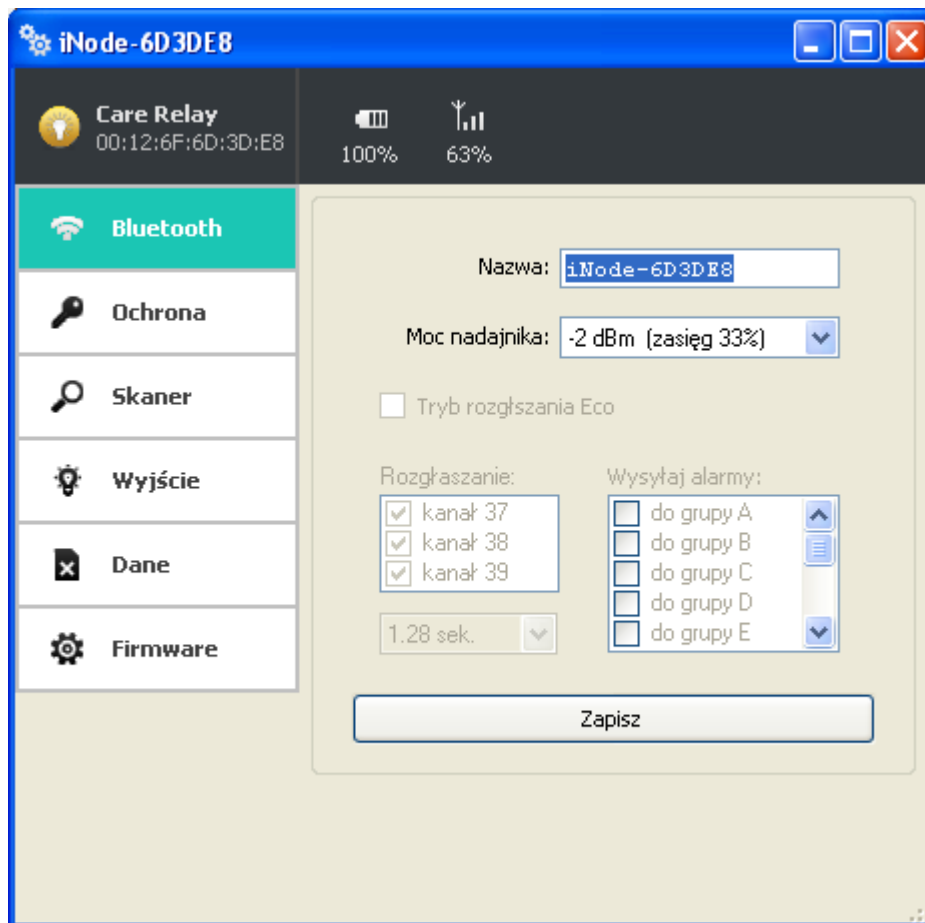 iNode-6D3DE8
Care Relay
00:12:6F:6D:3D:E8
100%
63%
Bluetooth
Ochrona
Skaner
Wyjście
Dane
Firmware
Nazwa: iNode-6D3DE8
Moc nadajnika: -2 dBm (zasięg 33%)
Tryb rozgłszania Eco
Rozgłaszanie:
kanał 37
kanał 38
kanał 39
1.28 sek.
Wysyłaj alarmy:
do grupy A
do grupy B
do grupy C
do grupy D
do grupy E
Zapisz